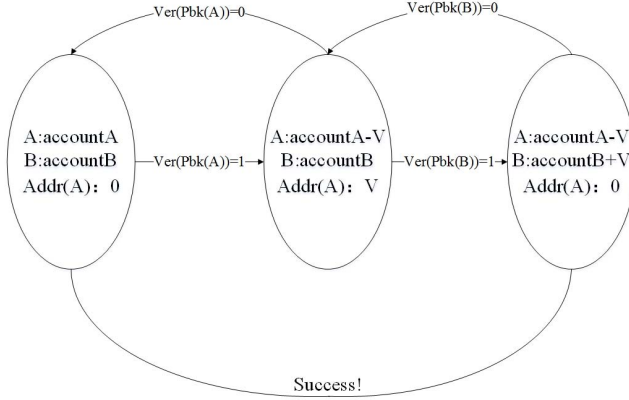 Ver(Pbk(A))=0
Ver(Pbk(B))=0
A:accountA
B:accountB
Addr(A)：0
Ver(Pk(A))=1
A:accountA-V
B:accountB
Addr(A)：V
Ver(Pbk(B))=1
A:accountA-V
B:accountB+V
Addr(A)：0
Success!